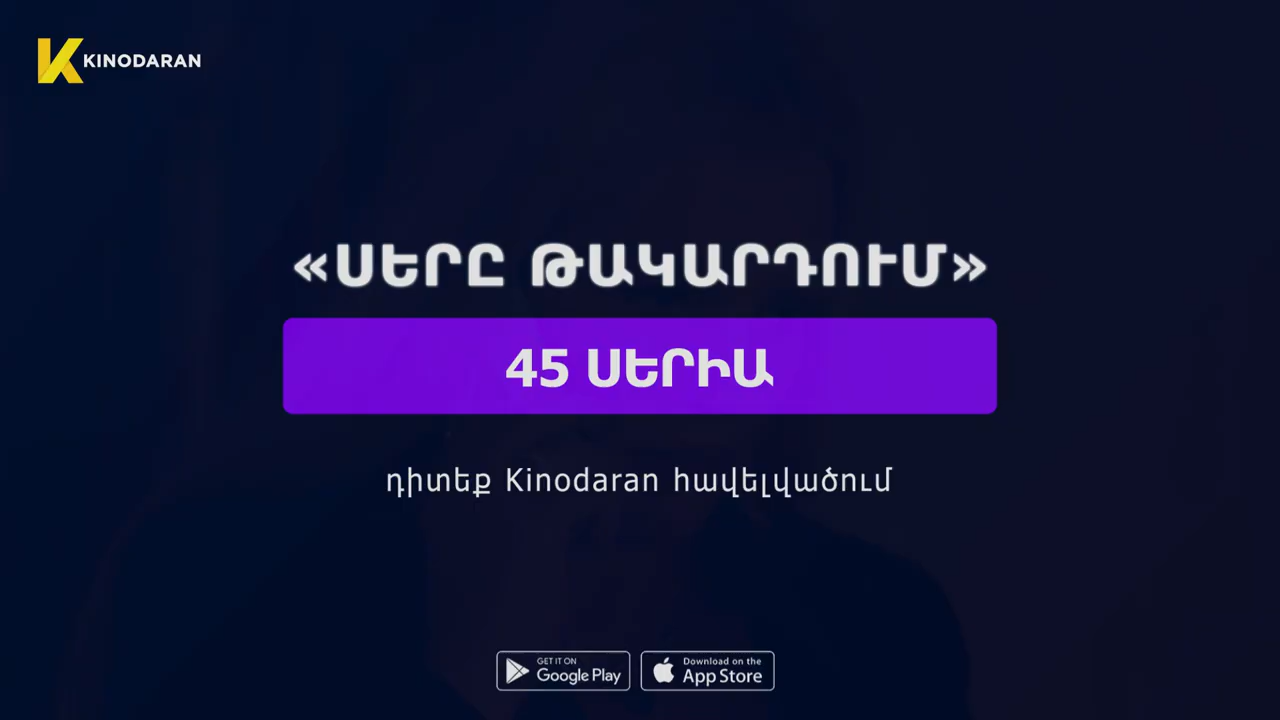 KINODARAN
«ՍԵՐԸ ԹԱԿԱՐԴՈՒՄ»
45 ՍԵՐԻԱ
դիտեք Kinodaran հավելվածում
GET IT ON
Google Play
Download on the
App Store